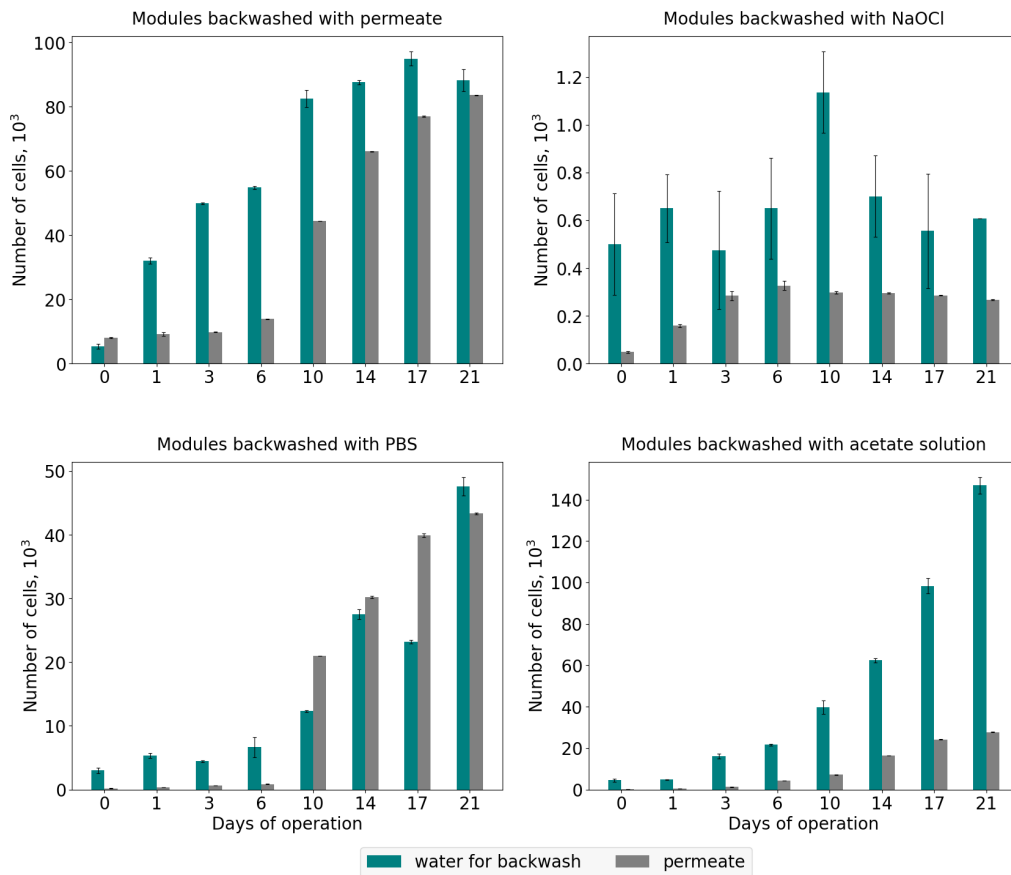 Modules backwashed with permeate
Number of cells, 10³
100
80
60
40
20
0
0 1 3 6 10 14 17 21
Modules backwashed with NaOCl
Number of cells, 10³
1.2
1.0
0.8
0.6
0.4
0.2
0.0
0 1 3 6 10 14 17 21
Modules backwashed with PBS
Number of cells, 10³
50
40
30
20
10
0
0 1 3 6 10 14 17 21
Days of operation
Modules backwashed with acetate solution
Number of cells, 10³
140
120
100
80
60
40
20
0
0 1 3 6 10 14 17 21
Days of operation
water for backwash permeate